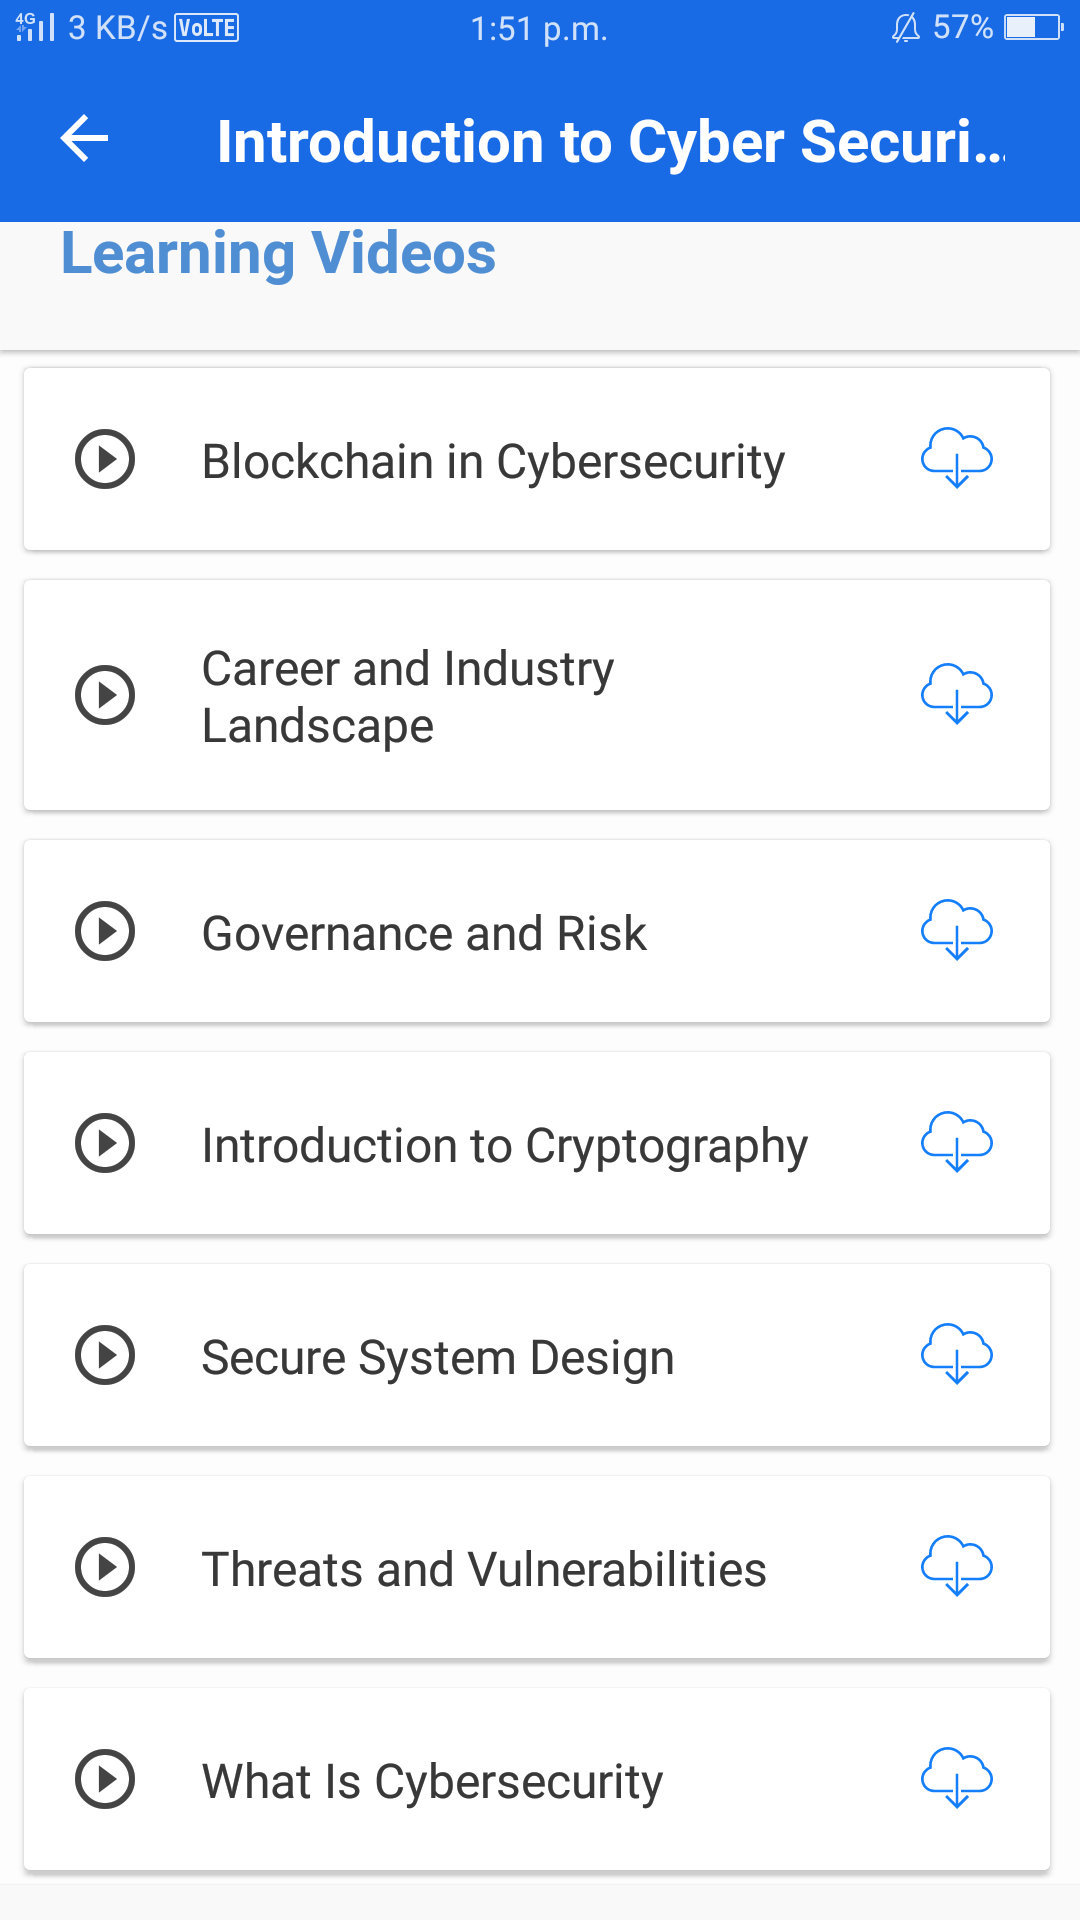 4G 3 KB/s VoLTE 1:51 p.m. 57%
Introduction to Cyber Securi...
Learning Videos
Blockchain in Cybersecurity
Career and Industry
Landscape
Governance and Risk
Introduction to Cryptography
Secure System Design
Threats and Vulnerabilities
What Is Cybersecurity